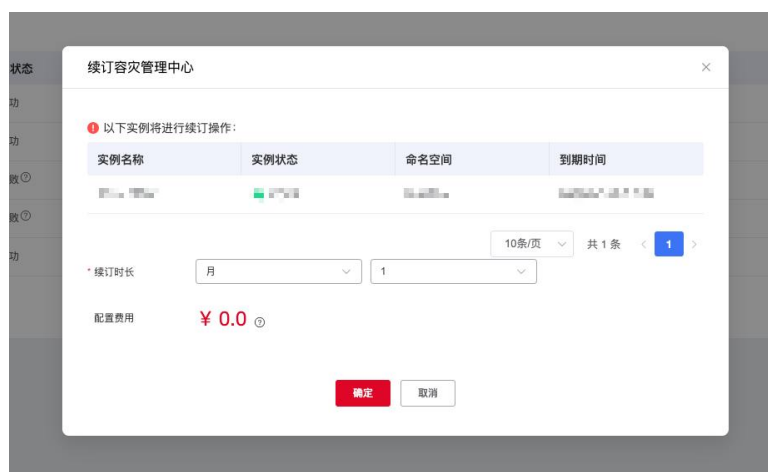 状态
续订容灾管理中心
功
以下实例将进行续订操作:
功
实例名称 实例状态 命名空间 到期时间
败
败
10条/页 共 1 条 1
功
* 续订时长 月 1
配置费用 ¥ 0.0
确定 取消